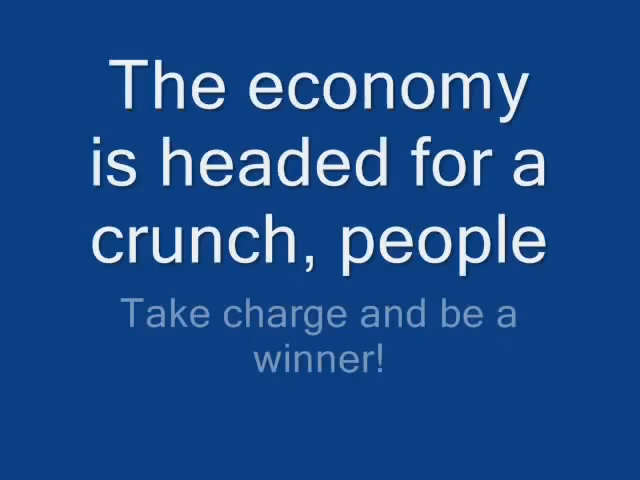 The economy
is headed for a
crunch, people
Take charge and be a
winner!